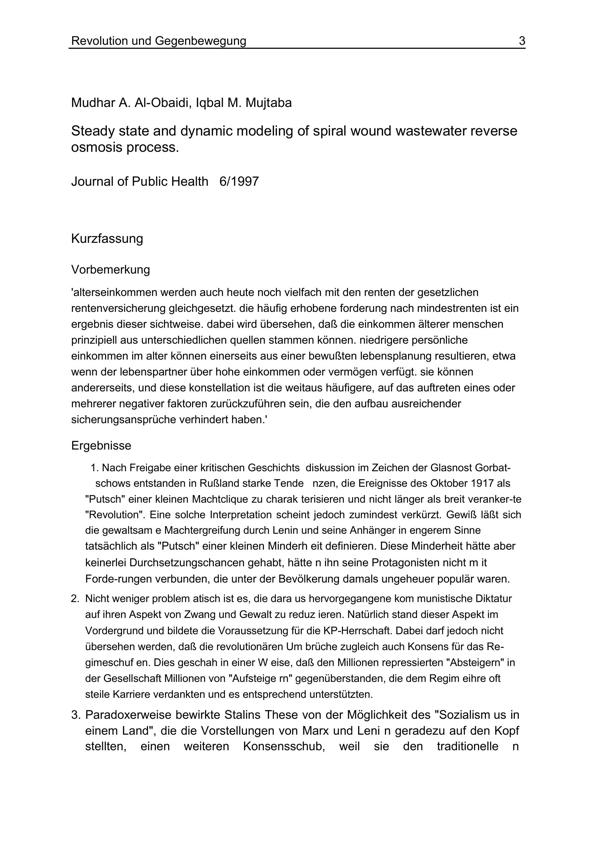 Revolution und Gegenbewegung 3
Mudhar A. Al-Obaidi, Iqbal M. Mujtaba
Steady state and dynamic modeling of spiral wound wastewater reverse
osmosis process.
Journal of Public Health 6/1997
Kurzfassung
Vorbemerkung
'alterseinkommen werden auch heute noch vielfach mit den renten der gesetzlichen
rentenversicherung gleichgesetzt. die häufig erhobene forderung nach mindestrenten ist ein
ergebnis dieser sichtweise. dabei wird übersehen, daß die einkommen älterer menschen
prinzipiell aus unterschiedlichen quellen stammen können. niedrigere persönliche
einkommen im alter können einerseits aus einer bewußten lebensplanung resultieren, etwa
wenn der lebenspartner über hohe einkommen oder vermögen verfügt. sie können
andererseits, und diese konstellation ist die weitaus häufigere, auf das auftreten eines oder
mehrerer negativer faktoren zurückzuführen sein, die den aufbau ausreichender
sicherungsansprüche verhindert haben.'
Ergebnisse
1. Nach Freigabe einer kritischen Geschichts diskussion im Zeichen der Glasnost Gorbat-
schows entstanden in Rußland starke Tende nzen, die Ereignisse des Oktober 1917 als
"Putsch" einer kleinen Machtclique zu charak terisieren und nicht länger als breit veranker-te
"Revolution". Eine solche Interpretation scheint jedoch zumindest verkürzt. Gewiß läßt sich
die gewaltsam e Machtergreifung durch Lenin und seine Anhänger in engerem Sinne
tatsächlich als "Putsch" einer kleinen Minderh eit definieren. Diese Minderheit hätte aber
keinerlei Durchsetzungschancen gehabt, hätte n ihn seine Protagonisten nicht m it
Forde-rungen verbunden, die unter der Bevölkerung damals ungeheuer populär waren.
2. Nicht weniger problem atisch ist es, die dara us hervorgegangene kom munistische Diktatur
auf ihren Aspekt von Zwang und Gewalt zu reduz ieren. Natürlich stand dieser Aspekt im
Vordergrund und bildete die Voraussetzung für die KP-Herrschaft. Dabei darf jedoch nicht
übersehen werden, daß die revolutionären Um brüche zugleich auch Konsens für das Re-
gimeschuf en. Dies geschah in einer W eise, daß den Millionen repressierten "Absteigern" in
der Gesellschaft Millionen von "Aufsteige rn" gegenüberstanden, die dem Regim eihre oft
steile Karriere verdankten und es entsprechend unterstützten.
3. Paradoxerweise bewirkte Stalins These von der Möglichkeit des "Sozialism us in
einem Land", die die Vorstellungen von Marx und Leni n geradezu auf den Kopf
stellten, einen weiteren Konsensschub, weil sie den traditionelle n